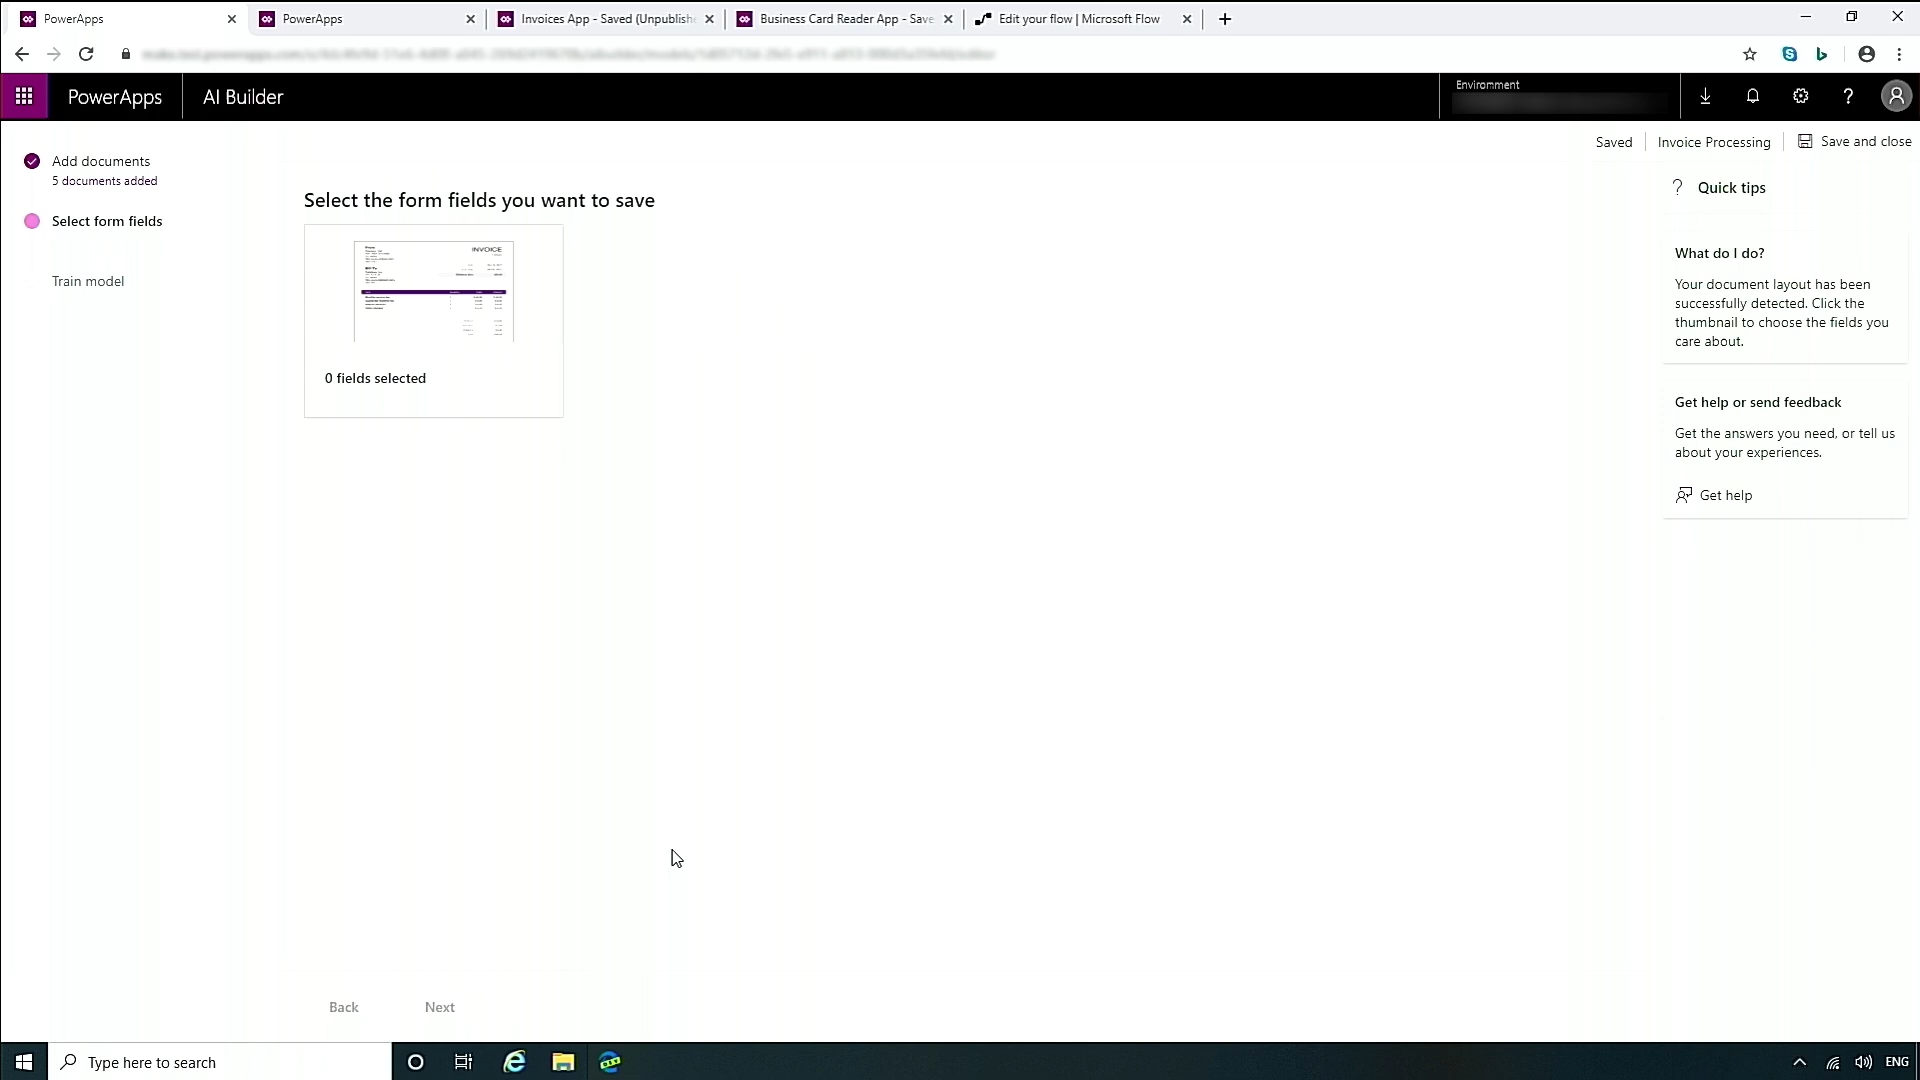 PowerApps
PowerApps
Invoices App - Saved (Unpublish
Business Card Reader App - Save
Edit your flow | Microsoft Flow
PowerApps
AI Builder
Environment
Saved
Invoice Processing
Save and close
Add documents
5 documents added
Select form fields
Train model
Select the form fields you want to save
INVOICE
0 fields selected
Quick tips
What do I do?
Your document layout has been
successfully detected. Click the
thumbnail to choose the fields you
care about.
Get help or send feedback
Get the answers you need, or tell us
about your experiences.
Get help
Back
Next
Type here to search
ENG